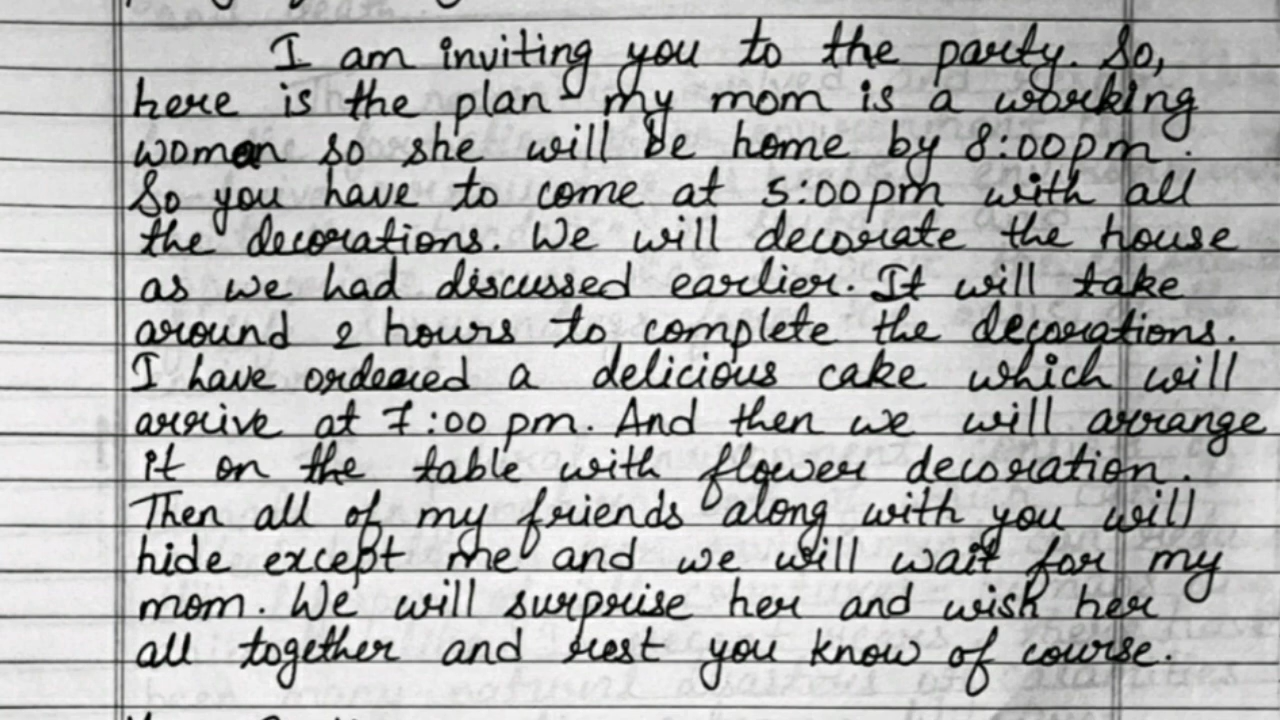 I am inviting you to the party. So,
here is the plan - my mom is a working
woman so she will be home by 8:00pm.
So you have to come at 5:00pm with all
the decorations. We will decorate the house
as we had discussed earlier. It will take
around 2 hours to complete the decorations.
I have ordered a delicious cake which will
arrive at 7:00 pm. And then we will arrange
it on the table with flower decoration.
Then all of my friends along with you will
hide except me and we will wait for my
mom. We will surprise her and wish her
all together and rest you know of course.